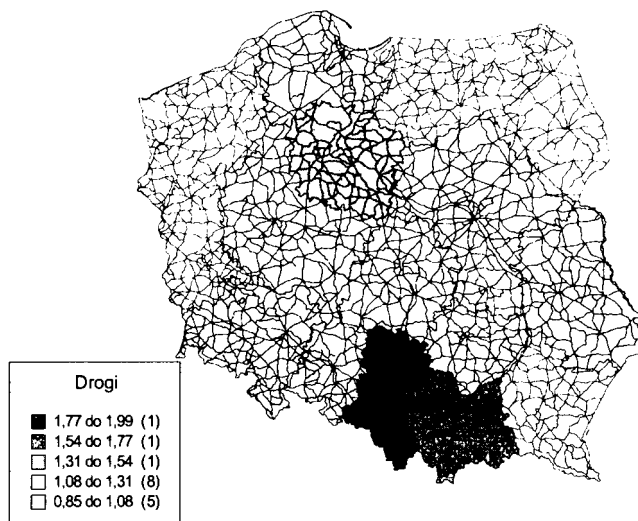 Drogi
1,77 do 1,99 (1)
1,54 do 1,77 (1)
1,31 do 1,54 (1)
1,08 do 1,31 (8)
0,85 do 1,08 (5)